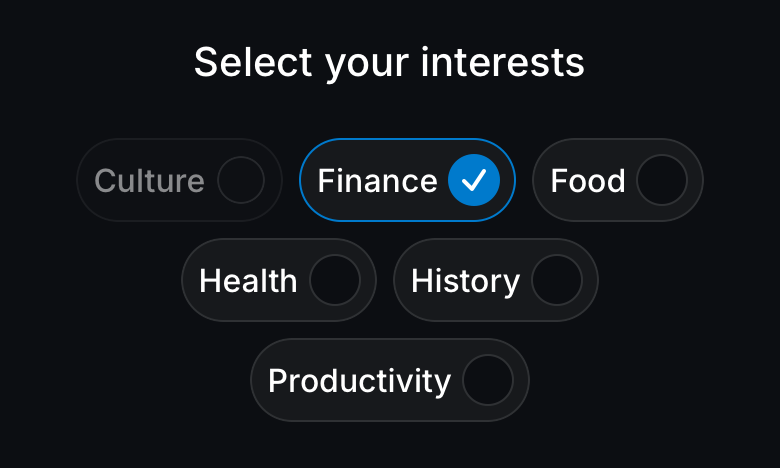 Select your interests
Culture Finance Food
Health History
Productivity